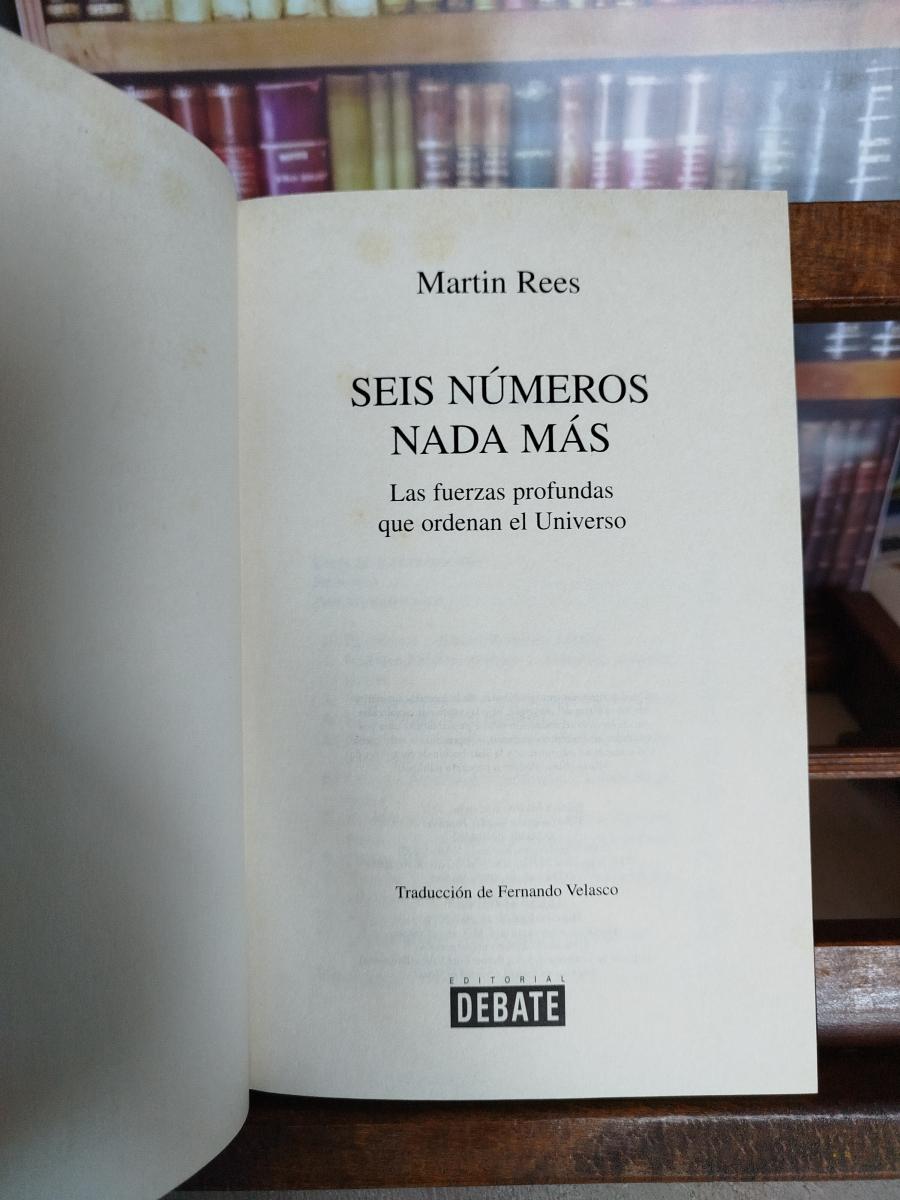 Martin Rees
SEIS NÚMEROS
NADA MÁS
Las fuerzas profundas
que ordenan el Universo
Traducción de Fernando Velasco
EDITORIAL
DEBATE